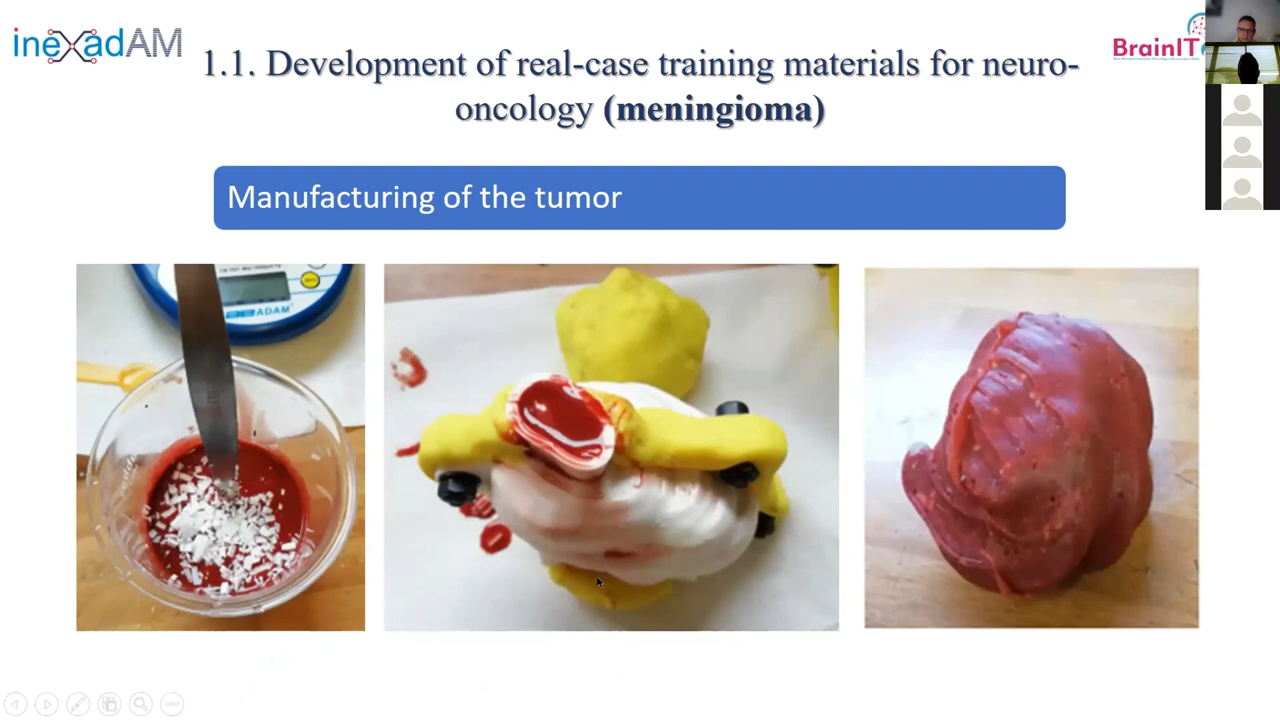 inexadAM
BrainIT
1.1. Development of real-case training materials for neuro-
oncology (meningioma)
Manufacturing of the tumor
ADAM